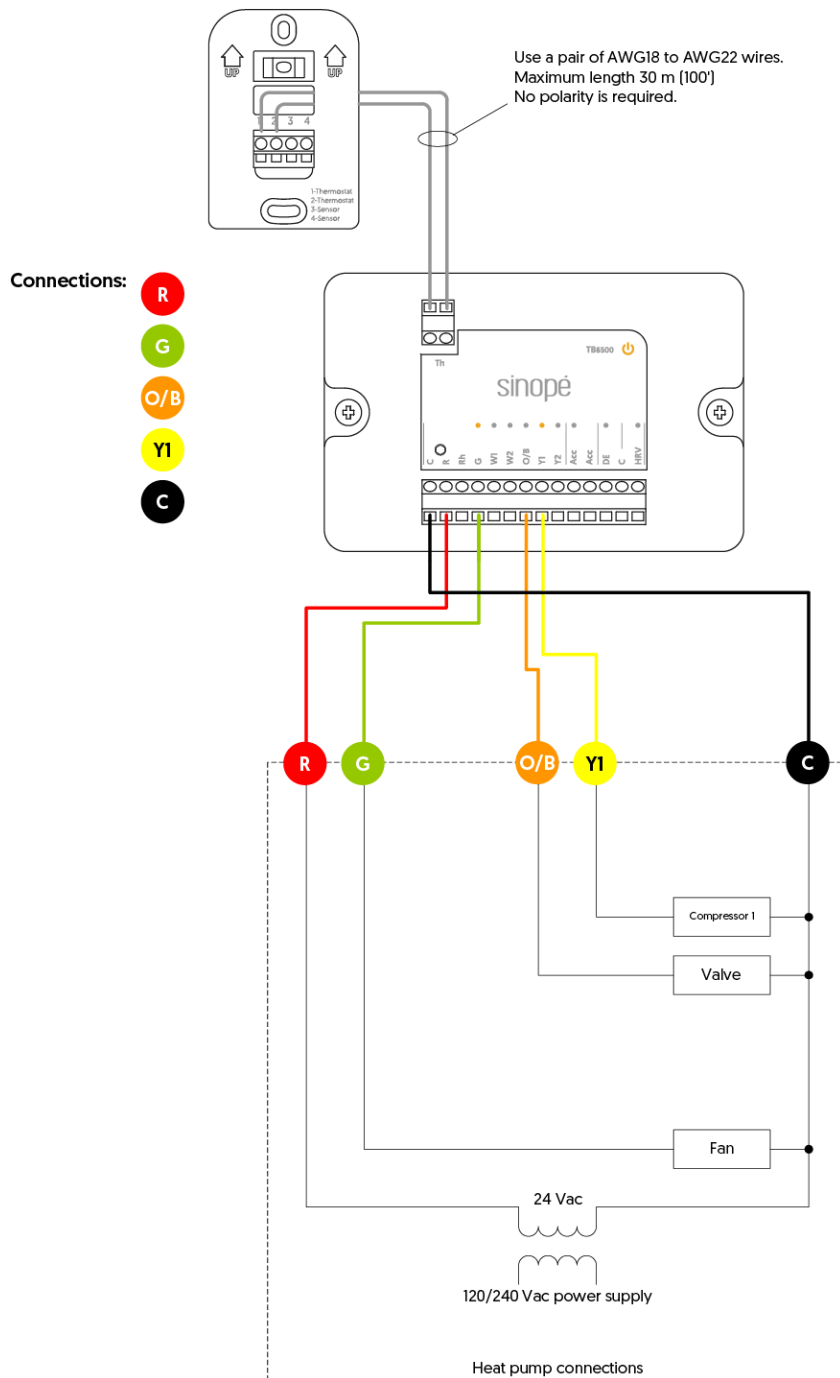 UP
UP
1 2 3 4
1-Thermostat
2-Thermostat
3-Sensor
4-Sensor
Use a pair of AWG18 to AWG22 wires.
Maximum length 30 m (100')
No polarity is required.
Connections:
R
G
O/B
Y1
C
Th
TB8500
sinopé
C R Rh G W1 W2 O/B Y1 Y2 Acc Acc DE C HRV
R G O/B Y1 C
Compressor 1
Valve
Fan
24 Vac
120/240 Vac power supply
Heat pump connections